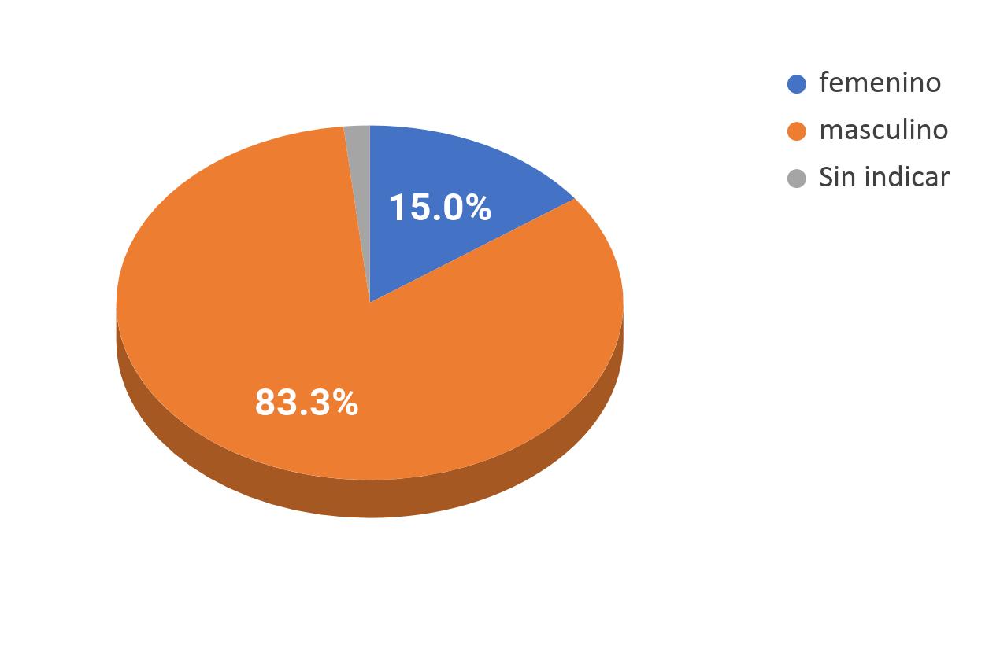 femenino
masculino
Sin indicar
15.0%
83.3%